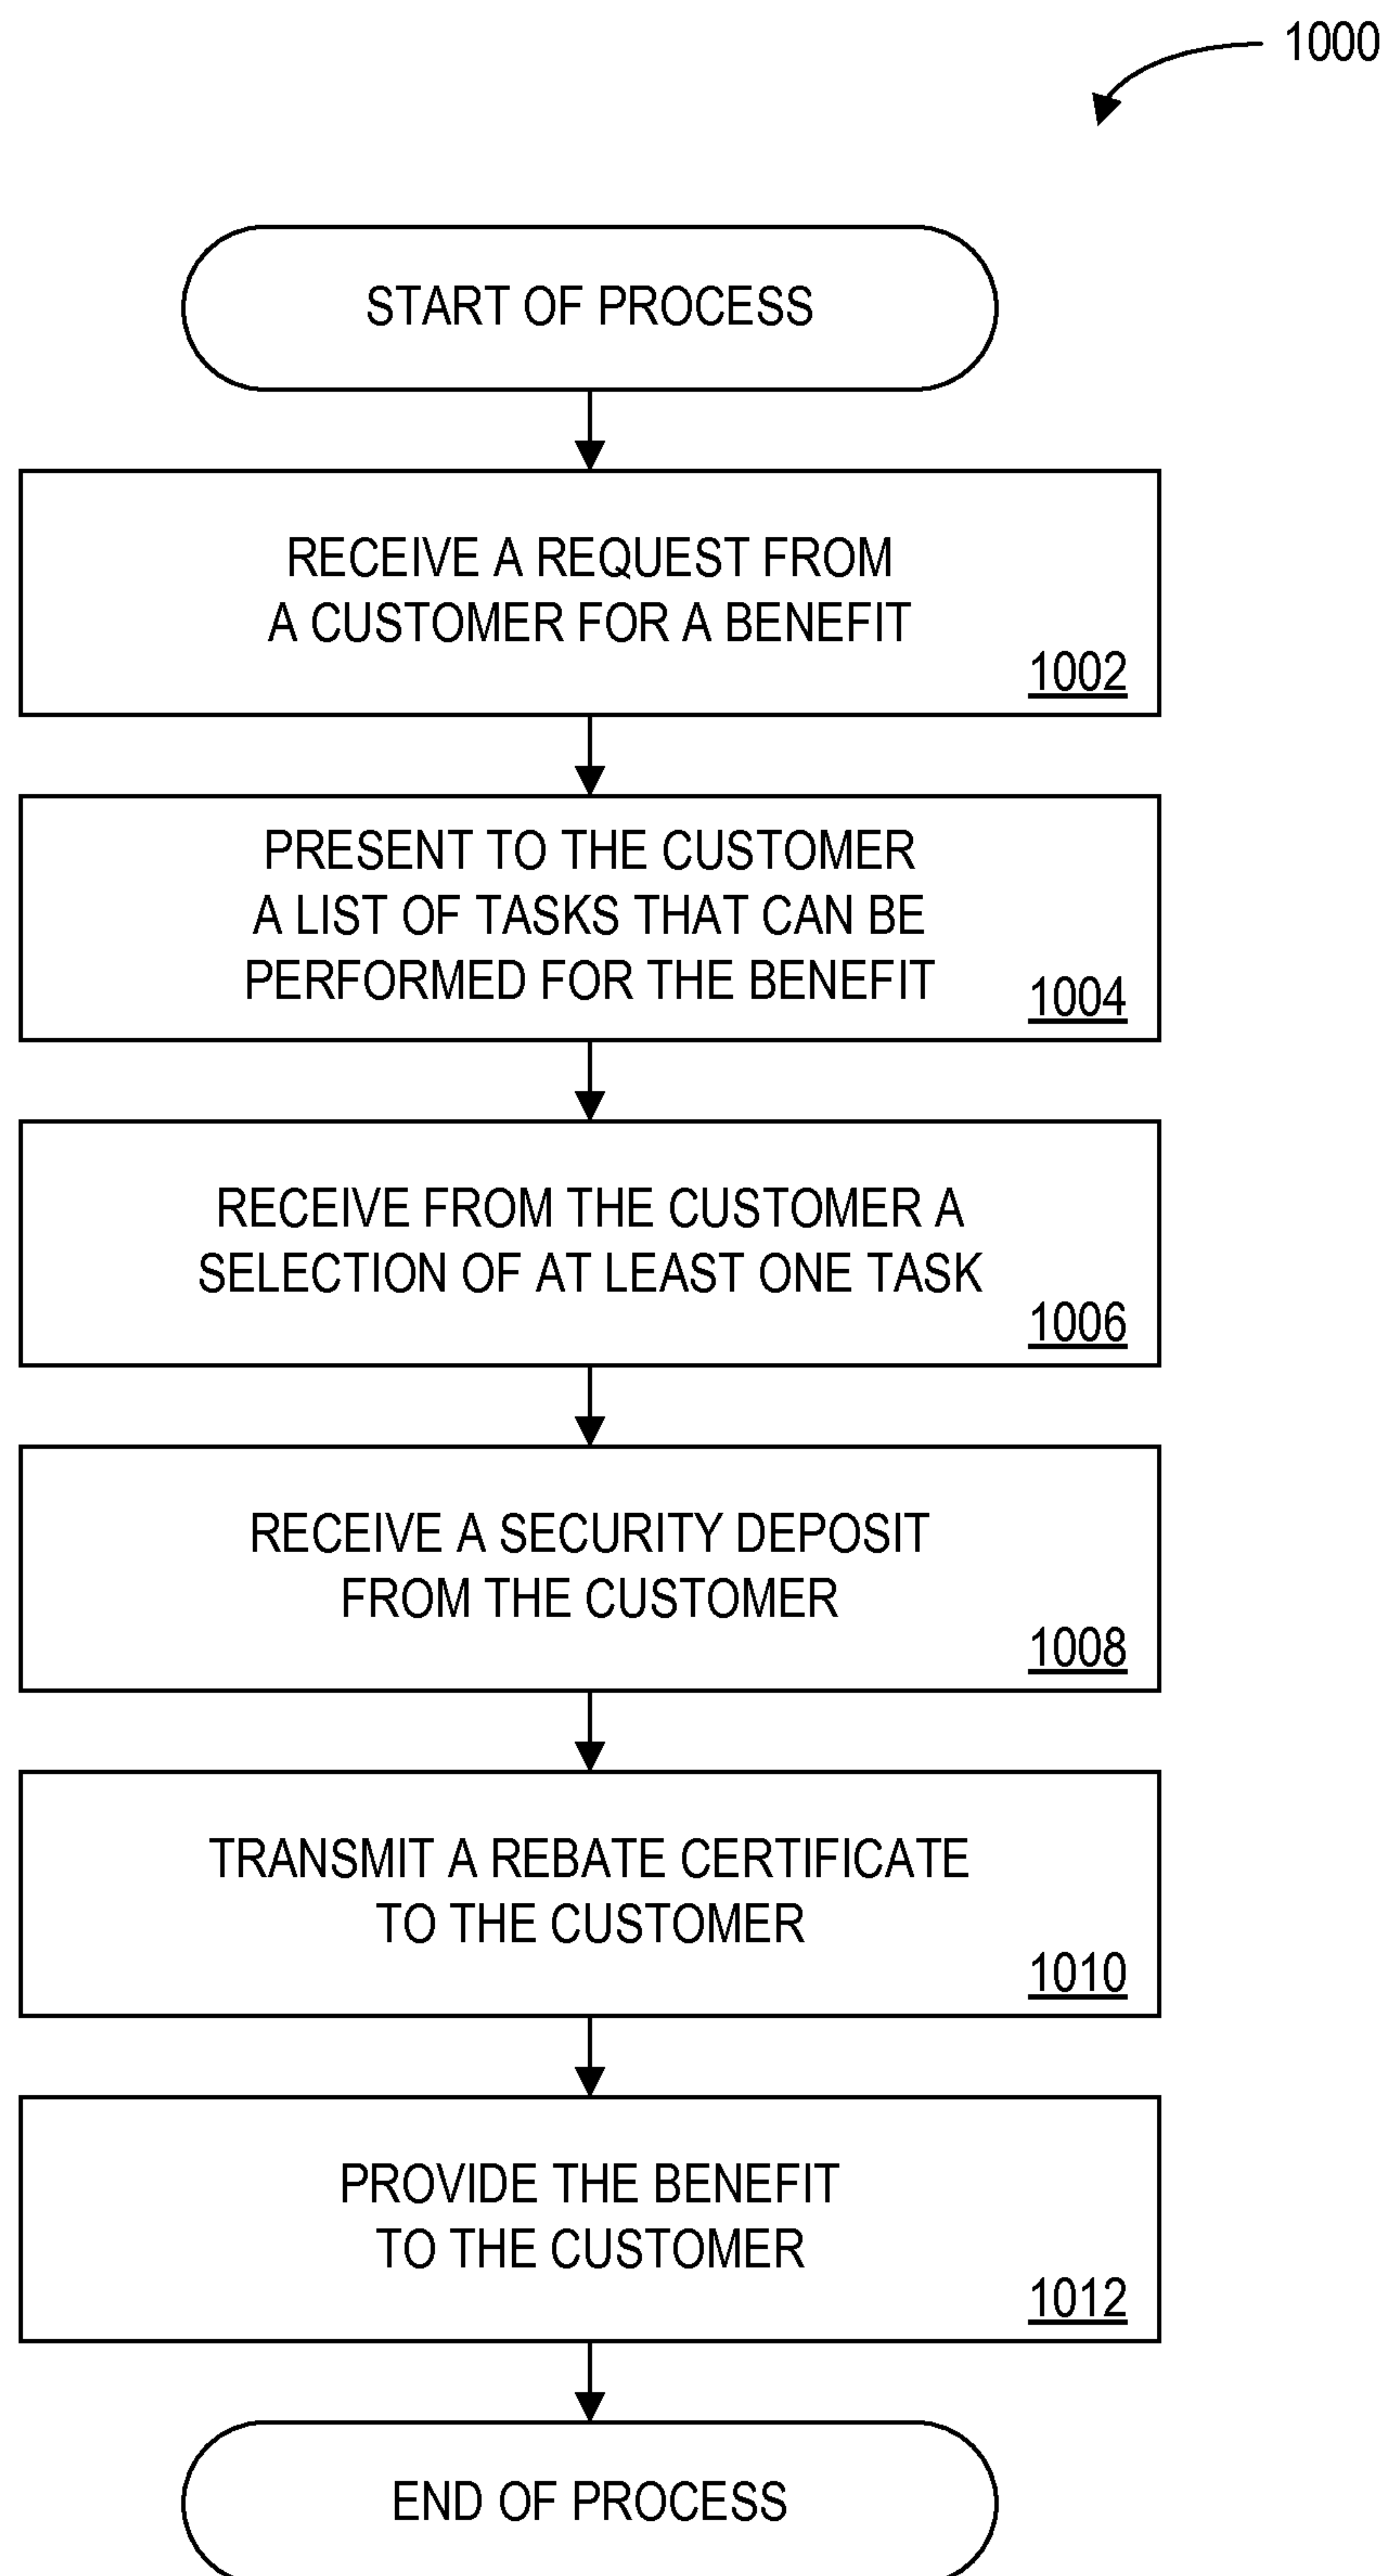 1000
START OF PROCESS
RECEIVE A REQUEST FROM
A CUSTOMER FOR A BENEFIT
1002
PRESENT TO THE CUSTOMER
A LIST OF TASKS THAT CAN BE
PERFORMED FOR THE BENEFIT
1004
RECEIVE FROM THE CUSTOMER A
SELECTION OF AT LEAST ONE TASK
1006
RECEIVE A SECURITY DEPOSIT
FROM THE CUSTOMER
1008
TRANSMIT A REBATE CERTIFICATE
TO THE CUSTOMER
1010
PROVIDE THE BENEFIT
TO THE CUSTOMER
1012
END OF PROCESS